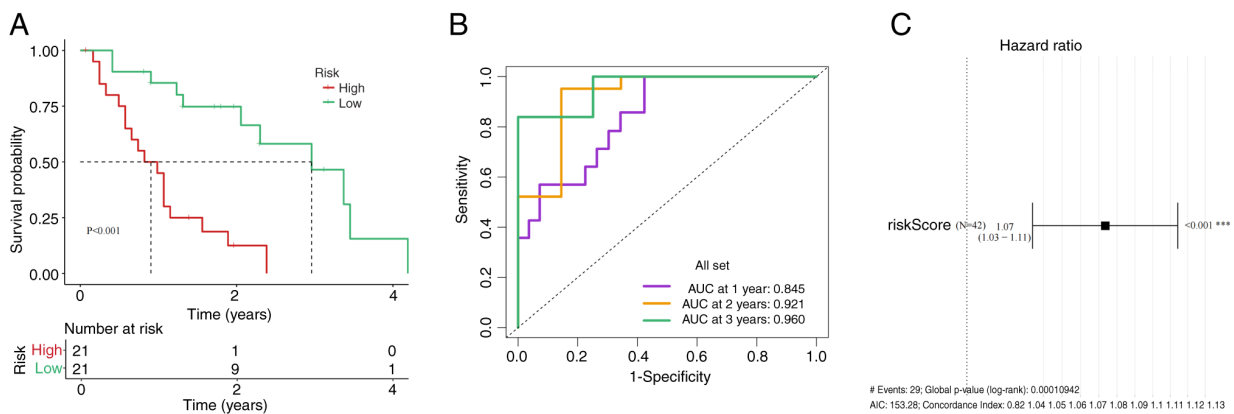 A
1.00
0.75
0.50
0.25
0.00
Survival probability
Risk
High
Low
P<0.001
0 2 4
Time (years)
Number at risk
Risk
High 21 1 0
Low 21 9 1
0 2 4
Time (years)
B
1.0
0.8
0.6
0.4
0.2
0.0
Sensitivity
All set
AUC at 1 year: 0.845
AUC at 2 years: 0.921
AUC at 3 years: 0.960
0.0 0.2 0.4 0.6 0.8 1.0
1-Specificity
C
Hazard ratio
riskScore (N=42) 1.07
(1.03 − 1.11)
<0.001 ***
# Events: 29; Global p-value (log-rank): 0.00010942
AIC: 153.28; Concordance Index: 0.82 1.04 1.05 1.06 1.07 1.08 1.09 1.1 1.11 1.12 1.13